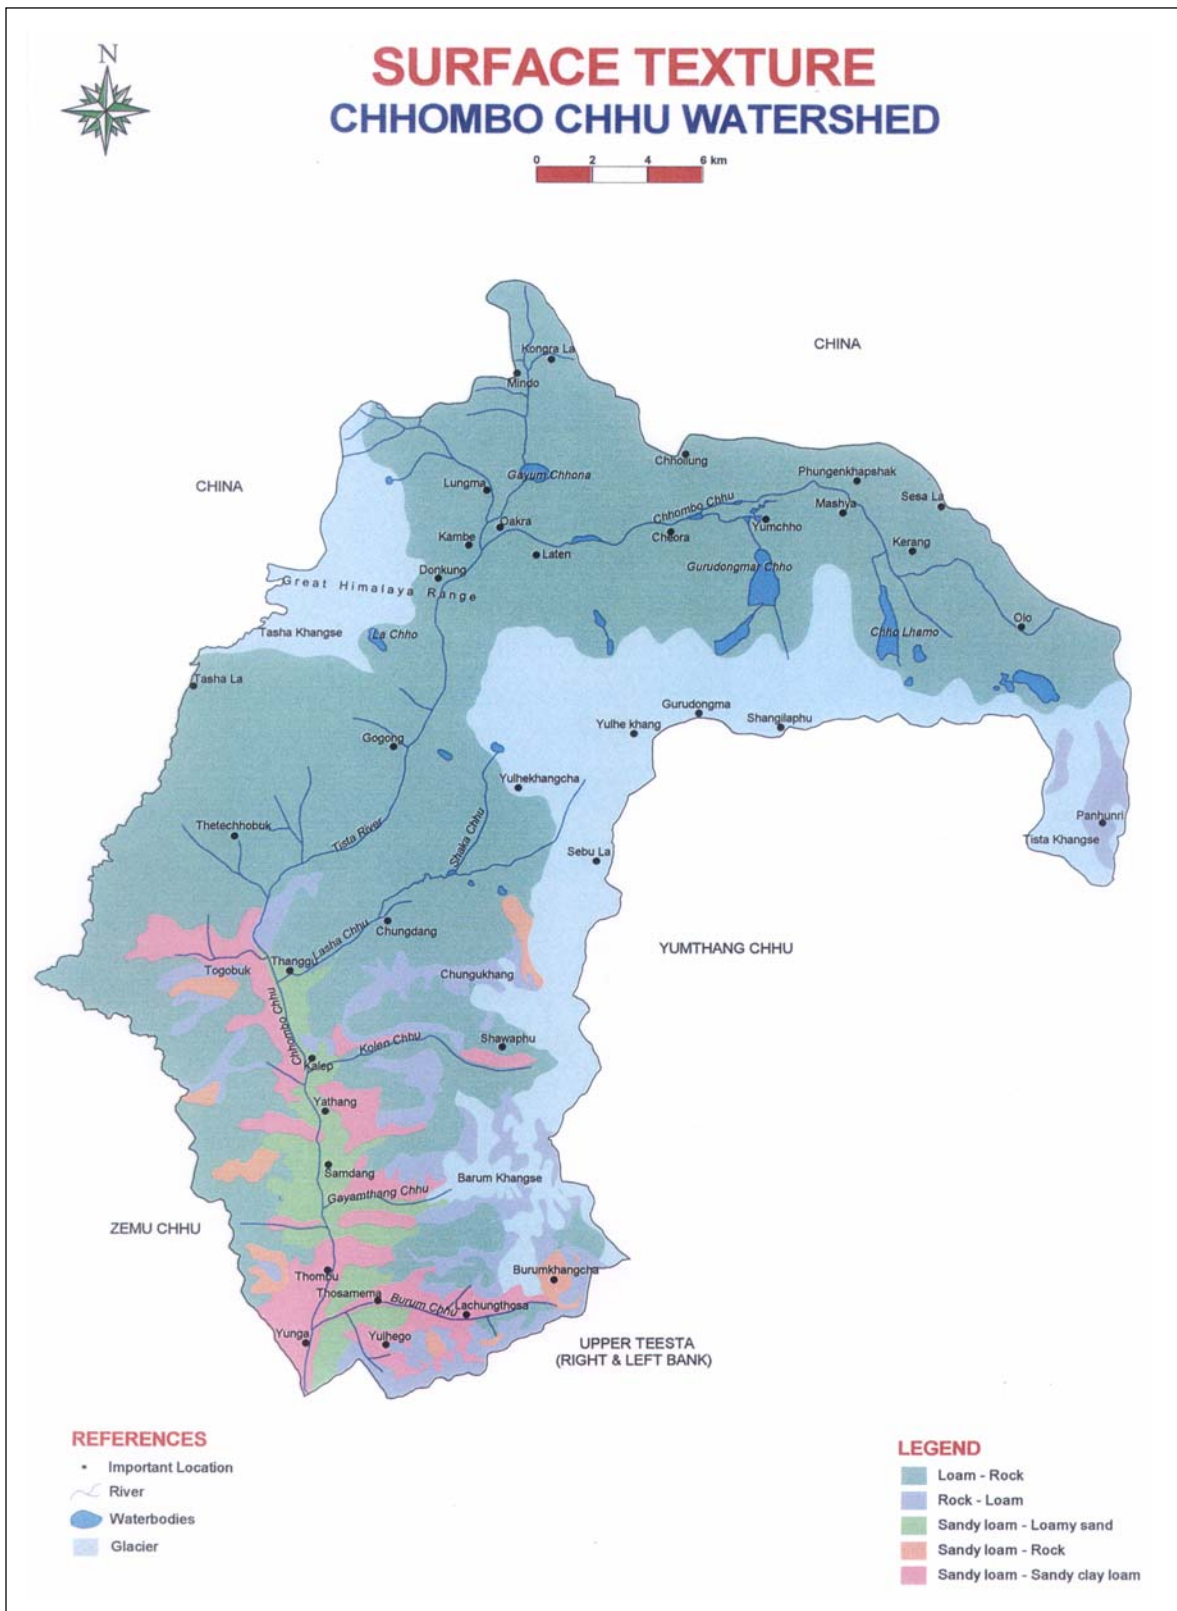 N
SURFACE TEXTURE
CHHOMBO CHHU WATERSHED
0 2 4 6 km
CHINA
Kongra La
Mindo
Chhollung
Phungenkhapshak
CHINA
Lungma
Gayum Chhona
Sesa La
Mashya
Chhombo Chhu
Dakra
Yumchho
Kambe
Cheora
Kerang
Laten
Donkung
Gurudongmar Chho
Great Himalaya Range
Olo
Tasha Khangse
La Chho
Chho Lhamo
Tasha La
Gurudongma
Shangilaphu
Yulhe khang
Gogong
Yulhekhangcha
Panhunri
Thetechhobuk
Tista River
Shaka Chhu
Tista Khangse
Sebu La
Chungdang
Lasha Chhu
YUMTHANG CHHU
Togobuk
Thanggu
Chungukhang
Chhombo Chhu
Kolen Chhu
Shawaphu
Kalep
Yathang
Samdang
Barum Khangse
Gayamthang Chhu
ZEMU CHHU
Thombu
Burumkhangcha
Thosamema
Burum Chhu
Lachungthosa
Yunga
Yulhego
UPPER TEESTA
(RIGHT & LEFT BANK)
REFERENCES
Important Location
River
Waterbodies
Glacier
LEGEND
Loam - Rock
Rock - Loam
Sandy loam - Loamy sand
Sandy loam - Rock
Sandy loam - Sandy clay loam